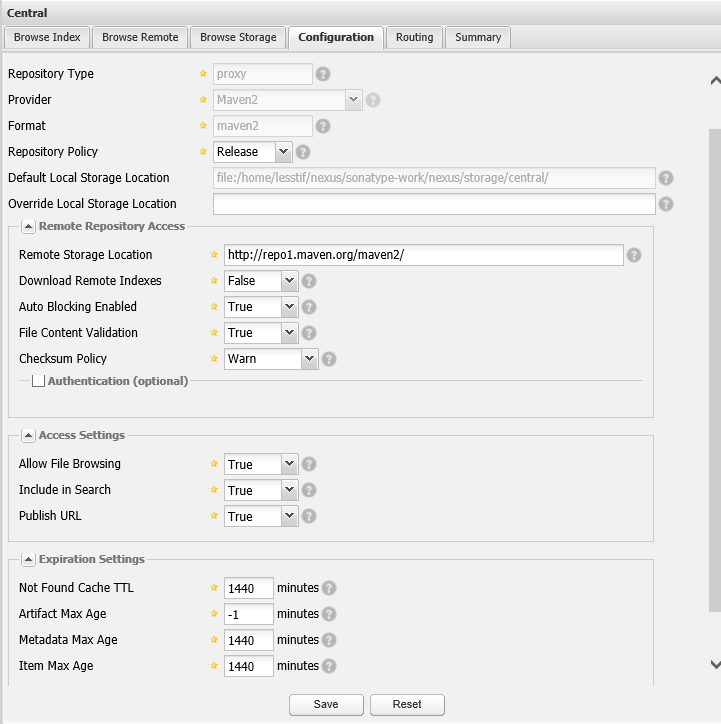 Central
Browse Index Browse Remote Browse Storage Configuration Routing Summary
Repository Type proxy ?
Provider Maven2 ?
Format maven2 ?
Repository Policy Release ?
Default Local Storage Location file:/home/lesstif/nexus/sonatype-work/nexus/storage/central/ ?
Override Local Storage Location ?
Remote Repository Access
Remote Storage Location http://repo1.maven.org/maven2/ ?
Download Remote Indexes False ?
Auto Blocking Enabled True ?
File Content Validation True ?
Checksum Policy Warn ?
Authentication (optional)
Access Settings
Allow File Browsing True ?
Include in Search True ?
Publish URL True ?
Expiration Settings
Not Found Cache TTL 1440 minutes ?
Artifact Max Age -1 minutes ?
Metadata Max Age 1440 minutes ?
Item Max Age 1440 minutes ?
Save Reset